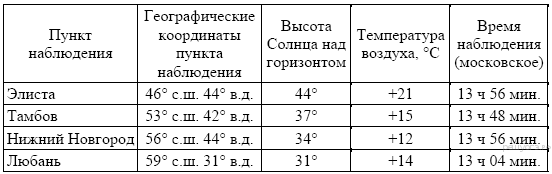 Пункт наблюдения | Географические координаты пункта наблюдения | Высота Солнца над горизонтом | Температура воздуха, °С | Время наблюдения (московское)
Элиста | 46° с.ш. 44° в.д. | 44° | +21 | 13 ч 56 мин.
Тамбов | 53° с.ш. 42° в.д. | 37° | +15 | 13 ч 48 мин.
Нижний Новгород | 56° с.ш. 44° в.д. | 34° | +12 | 13 ч 56 мин.
Любань | 59° с.ш. 31° в.д. | 31° | +14 | 13 ч 04 мин.